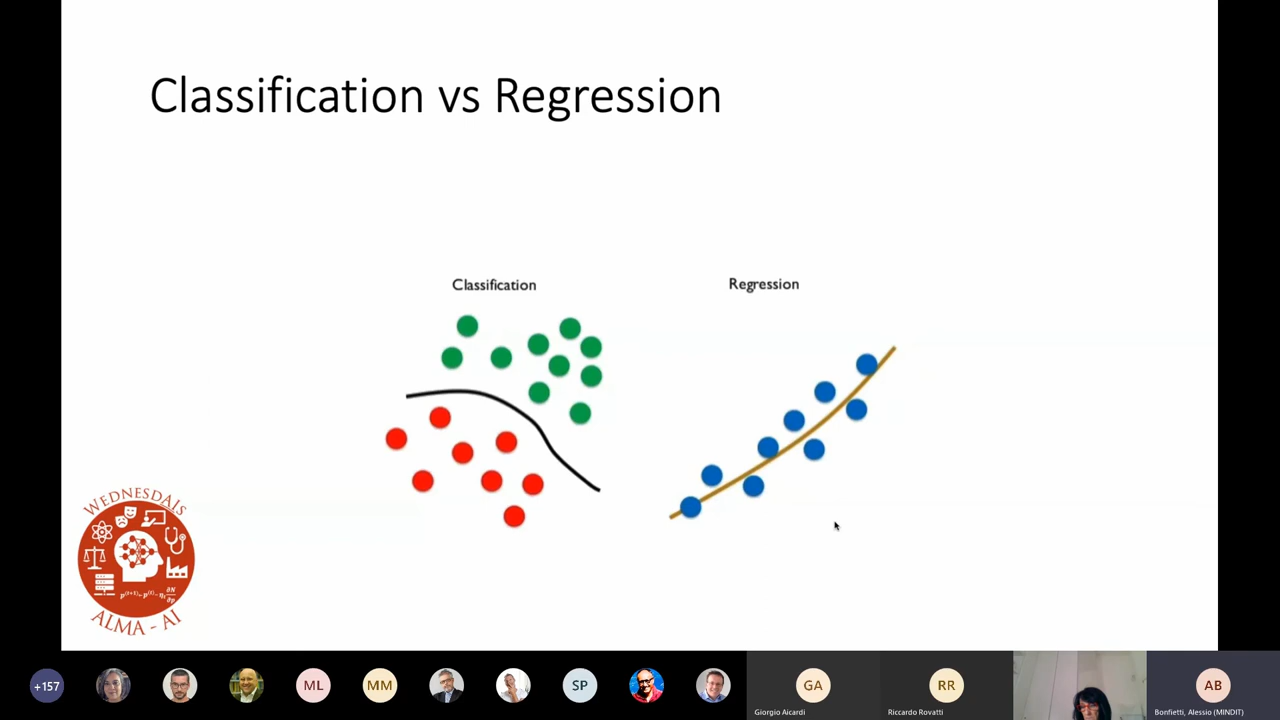 Classification vs Regression
Classification
Regression
WEDNESDAIS
ALMA - AI
+157
ML
MM
SP
GA
Giorgio Aicardi
RR
Riccardo Rovatti
AB
Bonfietti, Alessio (MINDIT)